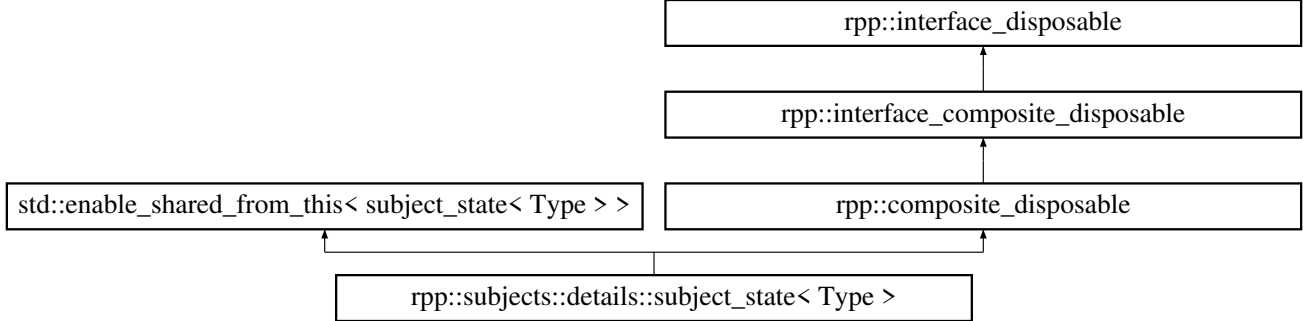 rpp::interface_disposable
rpp::interface_composite_disposable
std::enable_shared_from_this< subject_state< Type > >
rpp::composite_disposable
rpp::subjects::details::subject_state< Type >